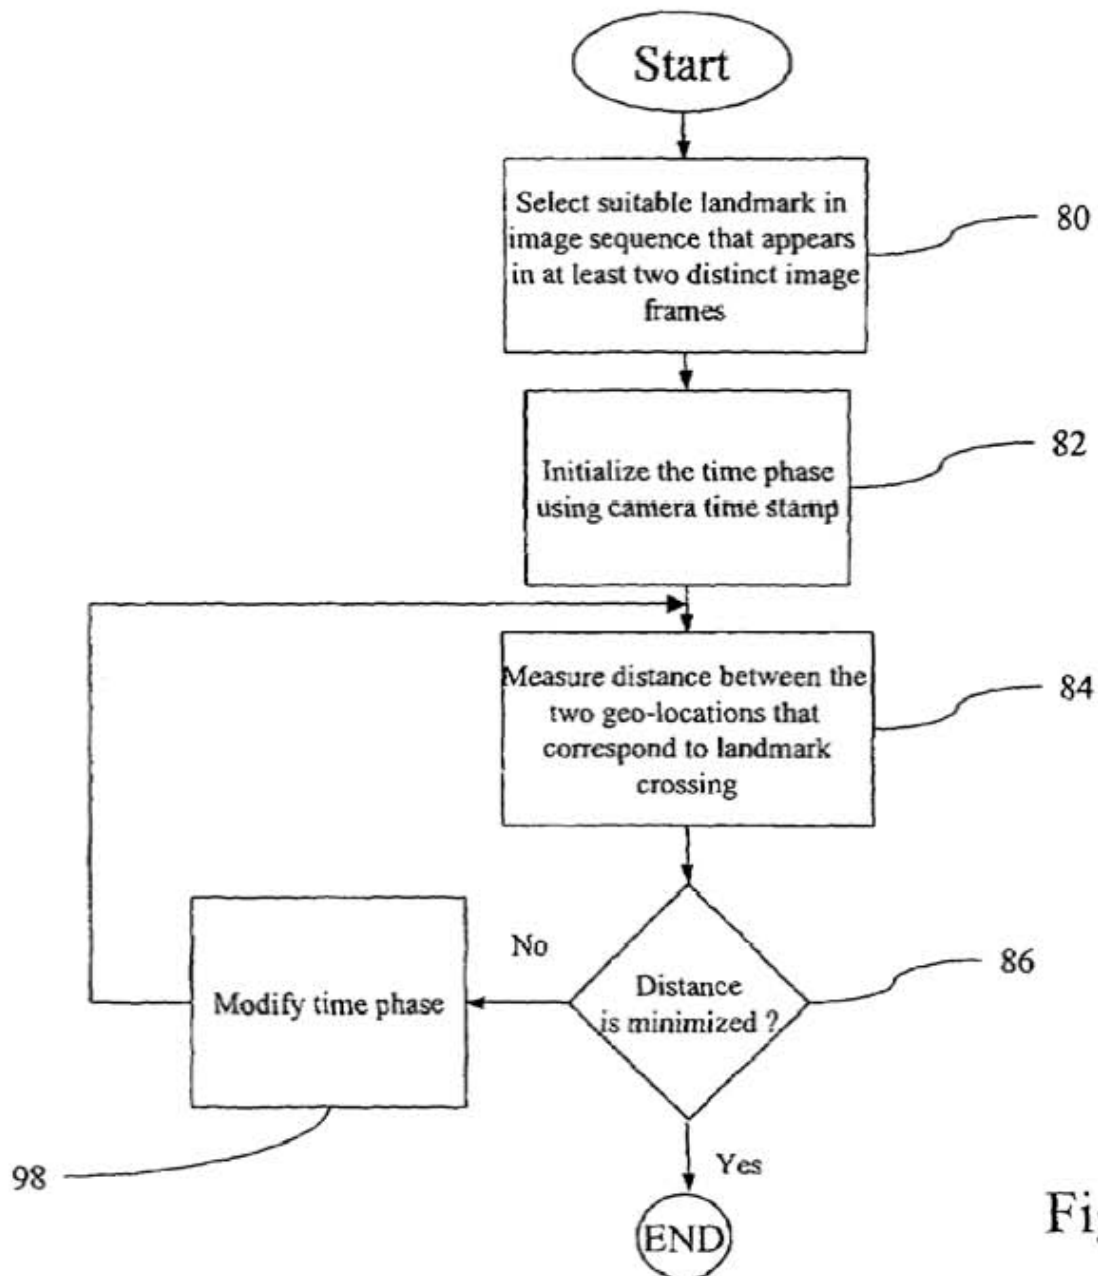 Start
Select suitable landmark in
image sequence that appears
in at least two distinct image
frames
80
Initialize the time phase
using camera time stamp
82
Measure distance between the
two geo-locations that
correspond to landmark
crossing
84
No
Modify time phase
Distance
is minimized ?
86
98
Yes
END